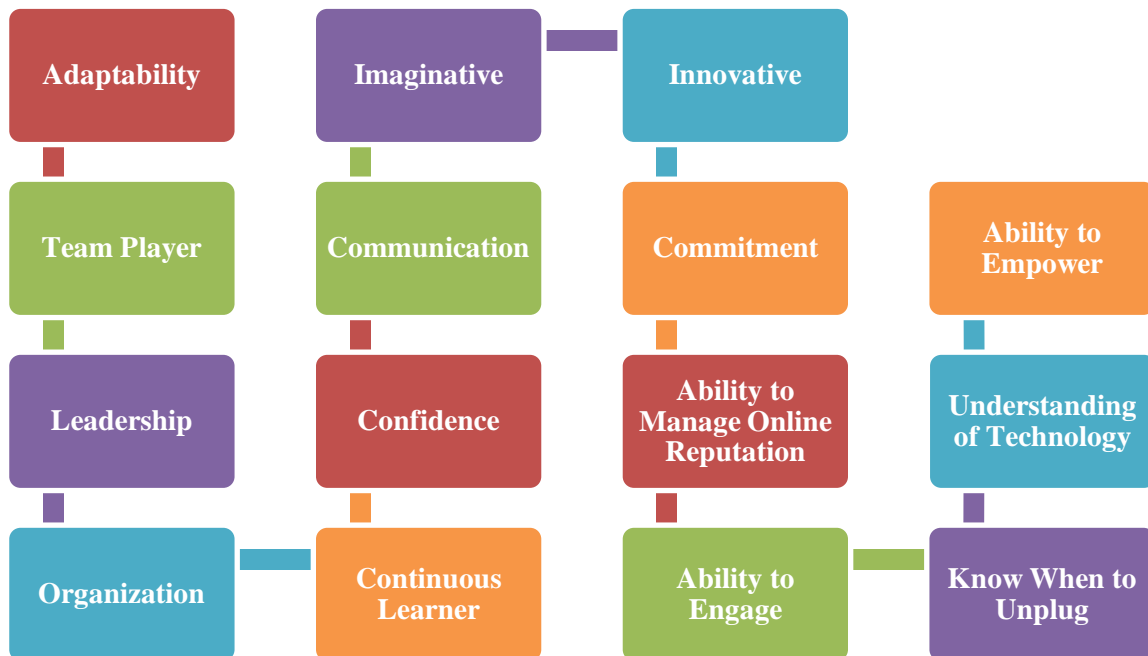 Adaptability
Team Player
Leadership
Organization
Continuous
Learner
Confidence
Communication
Imaginative
Innovative
Commitment
Ability to
Manage Online
Reputation
Ability to
Engage
Know When to
Unplug
Understanding
of Technology
Ability to
Empower